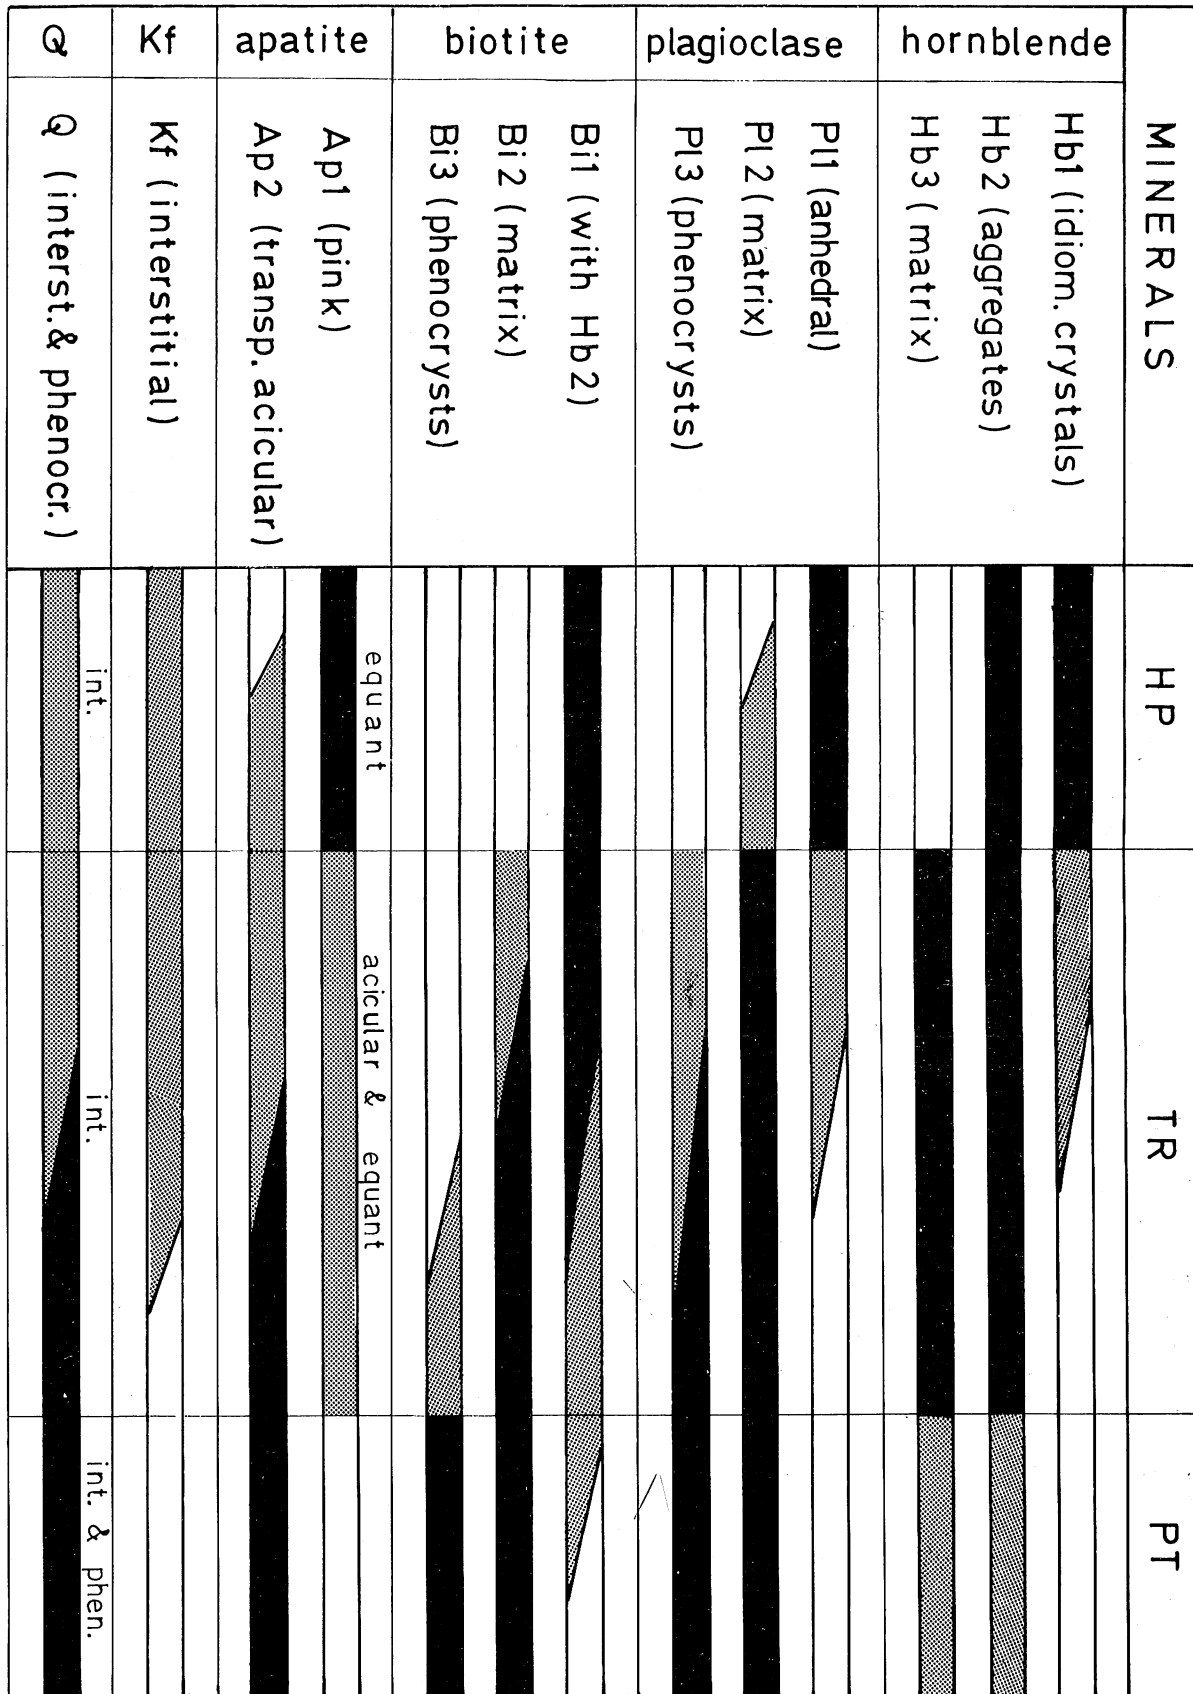 MINERALS HP TR PT
hornblende
Hb1 (idiom. crystals)
Hb2 (aggregates)
Hb3 (matrix)
plagioclase
Pl1 (anhedral)
Pl2 (matrix)
Pl3 (phenocrysts)
biotite
Bi1 (with Hb2)
Bi2 (matrix)
Bi3 (phenocrysts)
apatite
equant acicular & equant
Ap1 (pink)
Ap2 (transp. acicular)
Kf
Kf (interstitial)
Q
int. int. int. & phen.
Q (interst. & phenocr.)